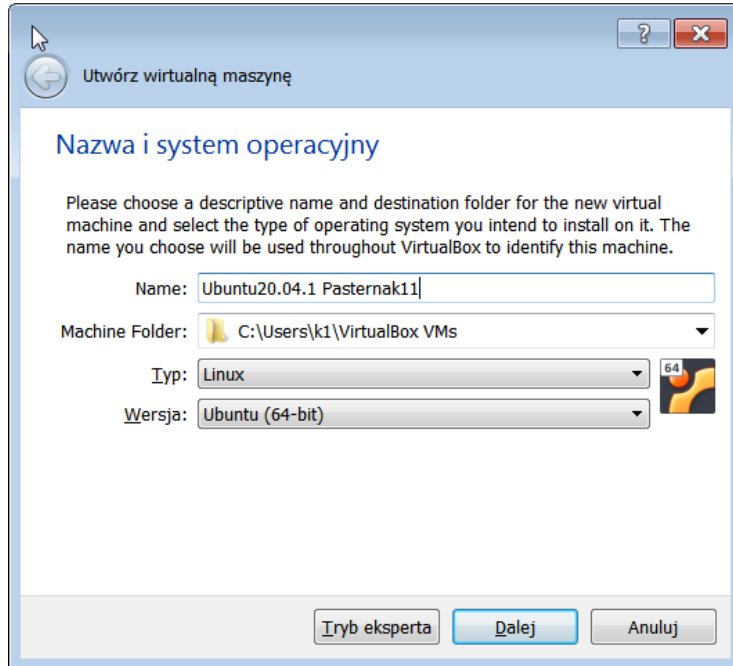 Utwórz wirtualną maszynę
Nazwa i system operacyjny
Please choose a descriptive name and destination folder for the new virtual
machine and select the type of operating system you intend to install on it. The
name you choose will be used throughout VirtualBox to identify this machine.
Name: Ubuntu20.04.1 Pasternak11
Machine Folder: C:\Users\k1\VirtualBox VMs
Typ: Linux
64
Wersja: Ubuntu (64-bit)
Tryb eksperta Dalej Anuluj